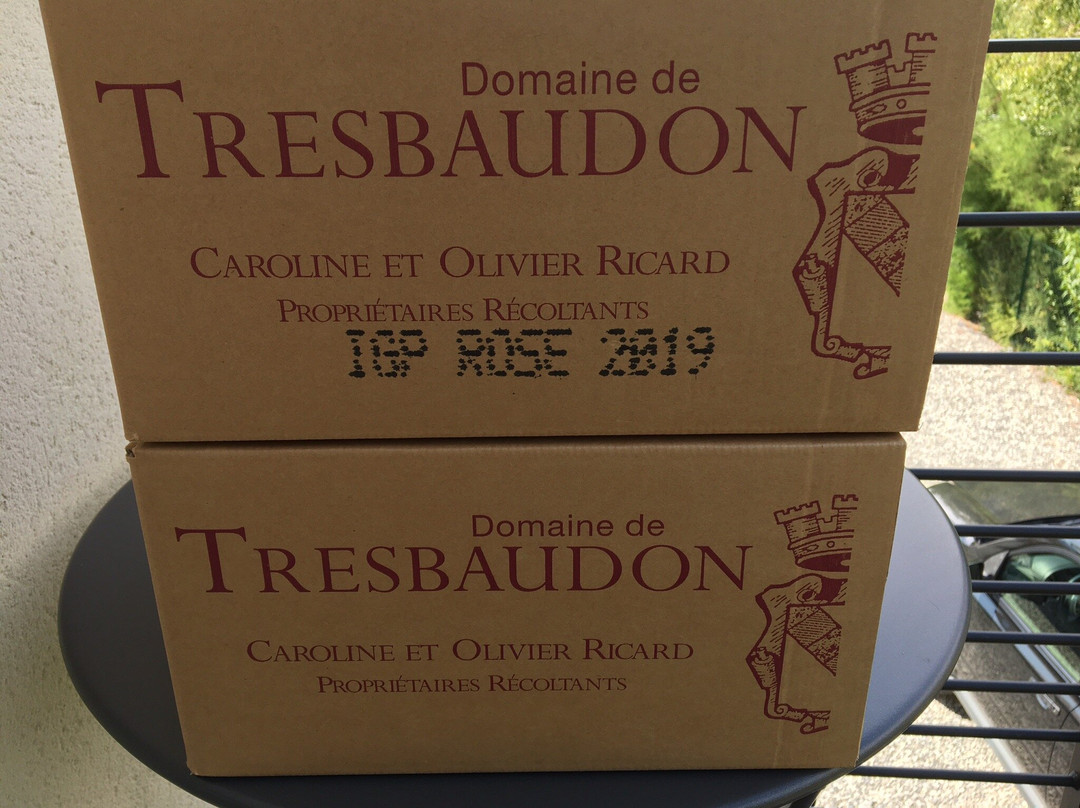 Domaine de
TRESBAUDON
CAROLINE ET OLIVIER RICARD
PROPRIÉTAIRES RÉCOLTANTS
IGP ROSE 2019
Domaine de
TRESBAUDON
CAROLINE ET OLIVIER RICARD
PROPRIÉTAIRES RÉCOLTANTS